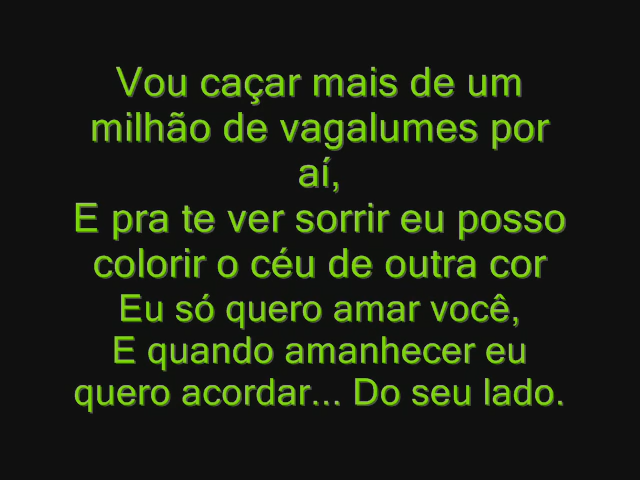 Vou caçar mais de um
milhão de vagalumes por
aí,
E pra te ver sorrir eu posso
colorir o céu de outra cor
Eu só quero amar você,
E quando amanhecer eu
quero acordar... Do seu lado.